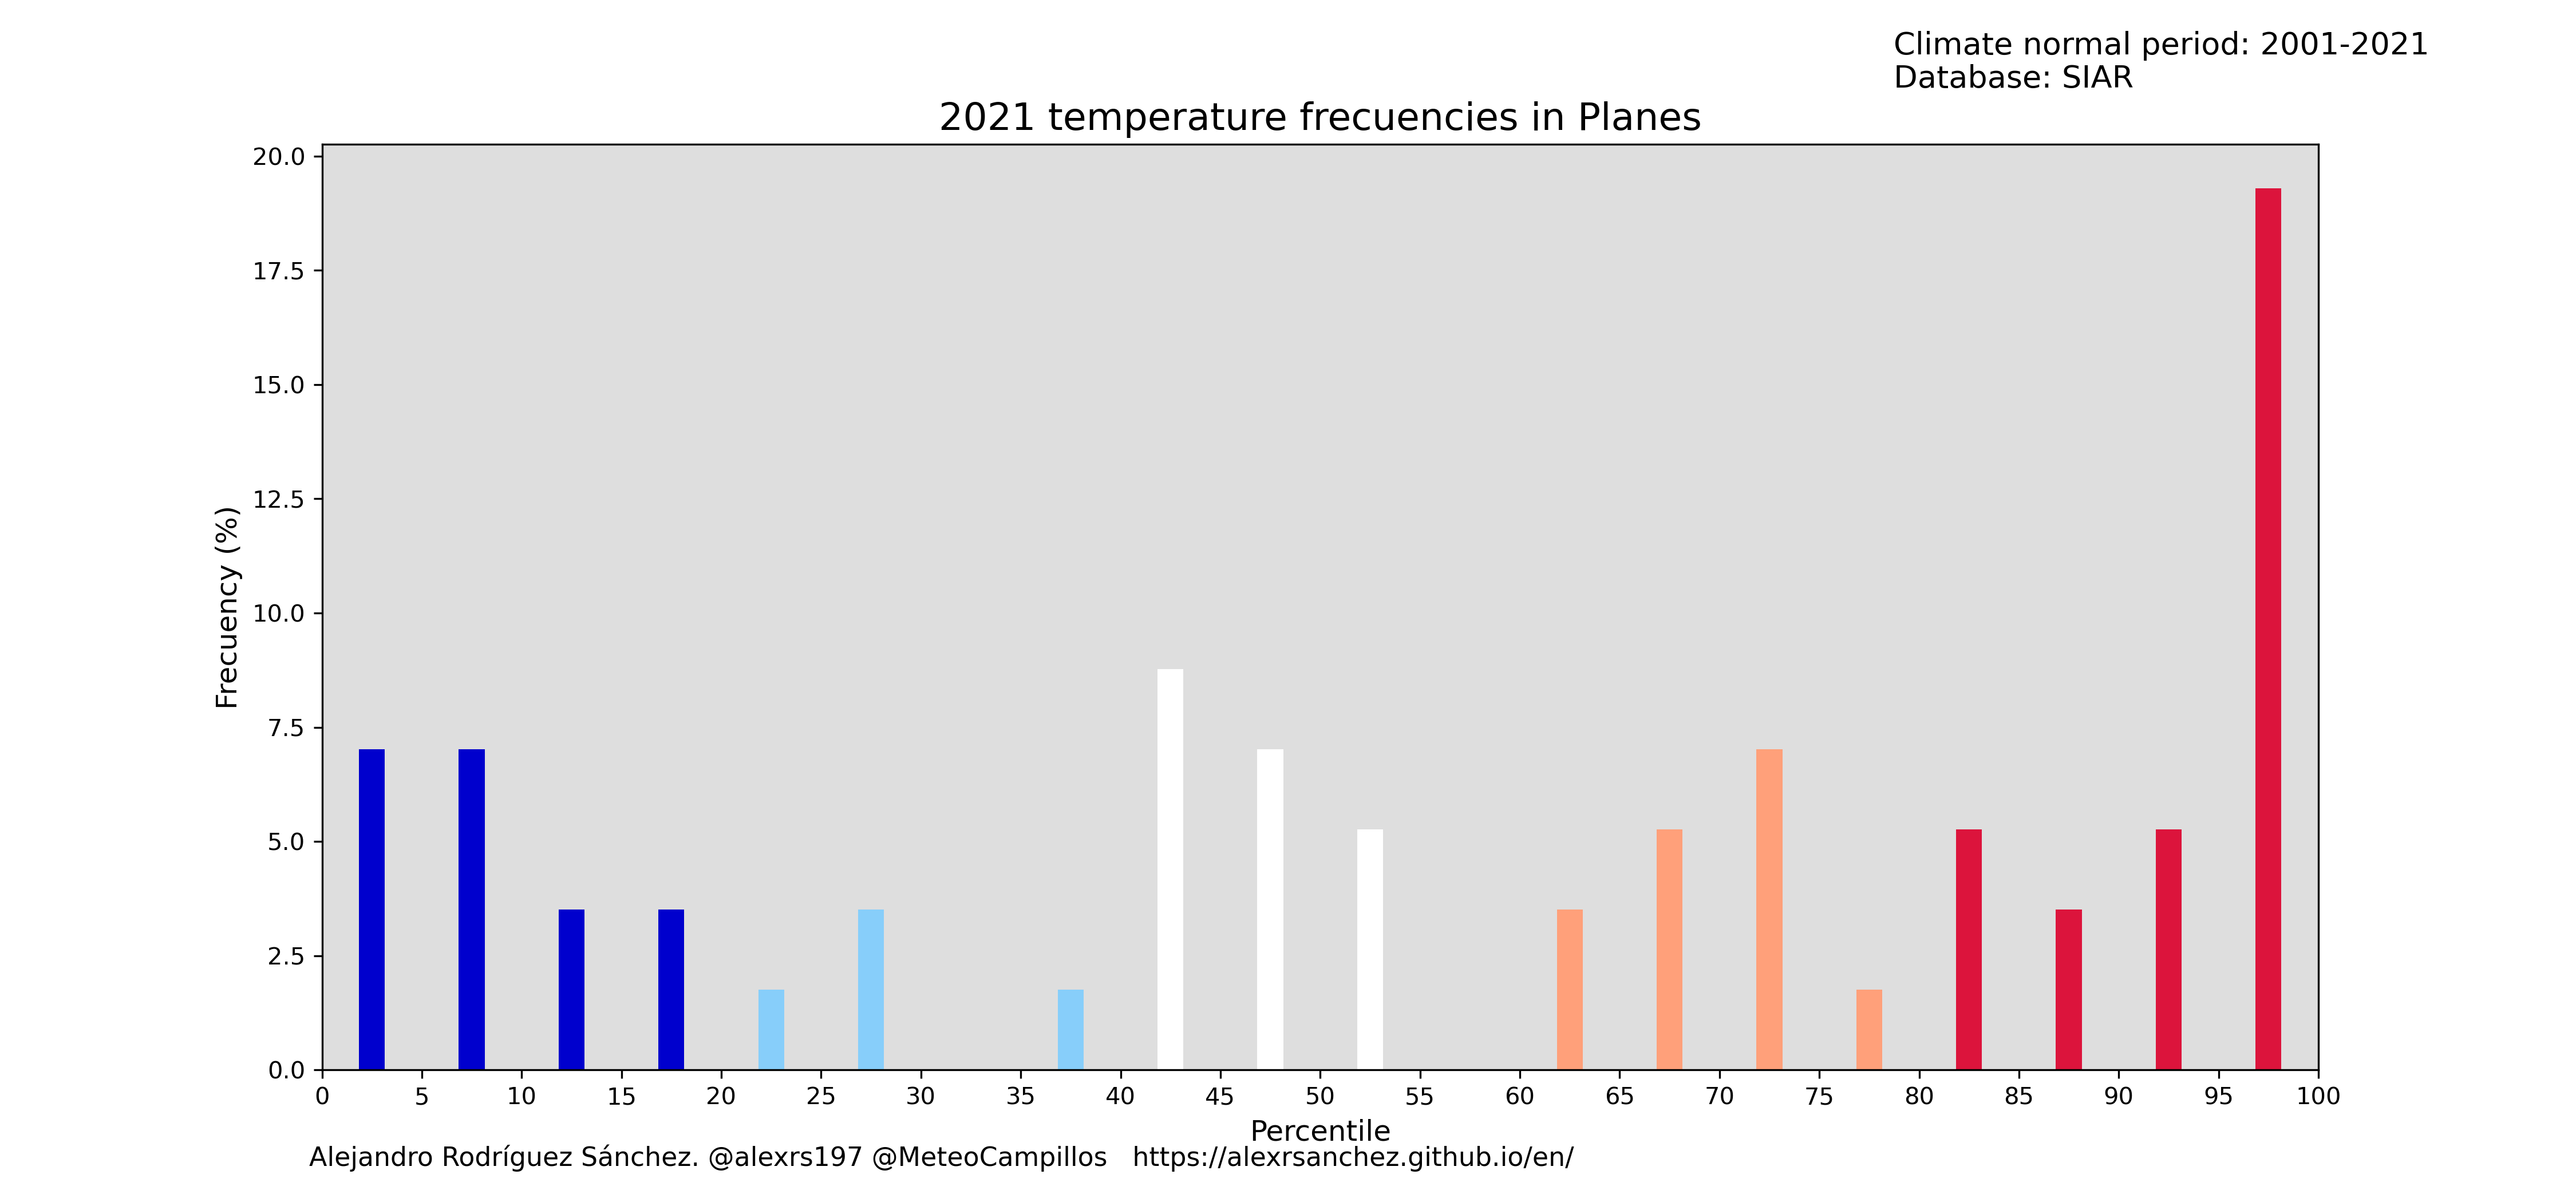 Climate normal period: 2001-2021
Database: SIAR
2021 temperature frecuencies in Planes
20.0
17.5
15.0
12.5
10.0
7.5
5.0
2.5
0.0
Frecuency (%)
0 5 10 15 20 25 30 35 40 45 50 55 60 65 70 75 80 85 90 95 100
Percentile
Alejandro Rodríguez Sánchez. @alexrs197 @MeteoCampillos https://alexrsanchez.github.io/en/